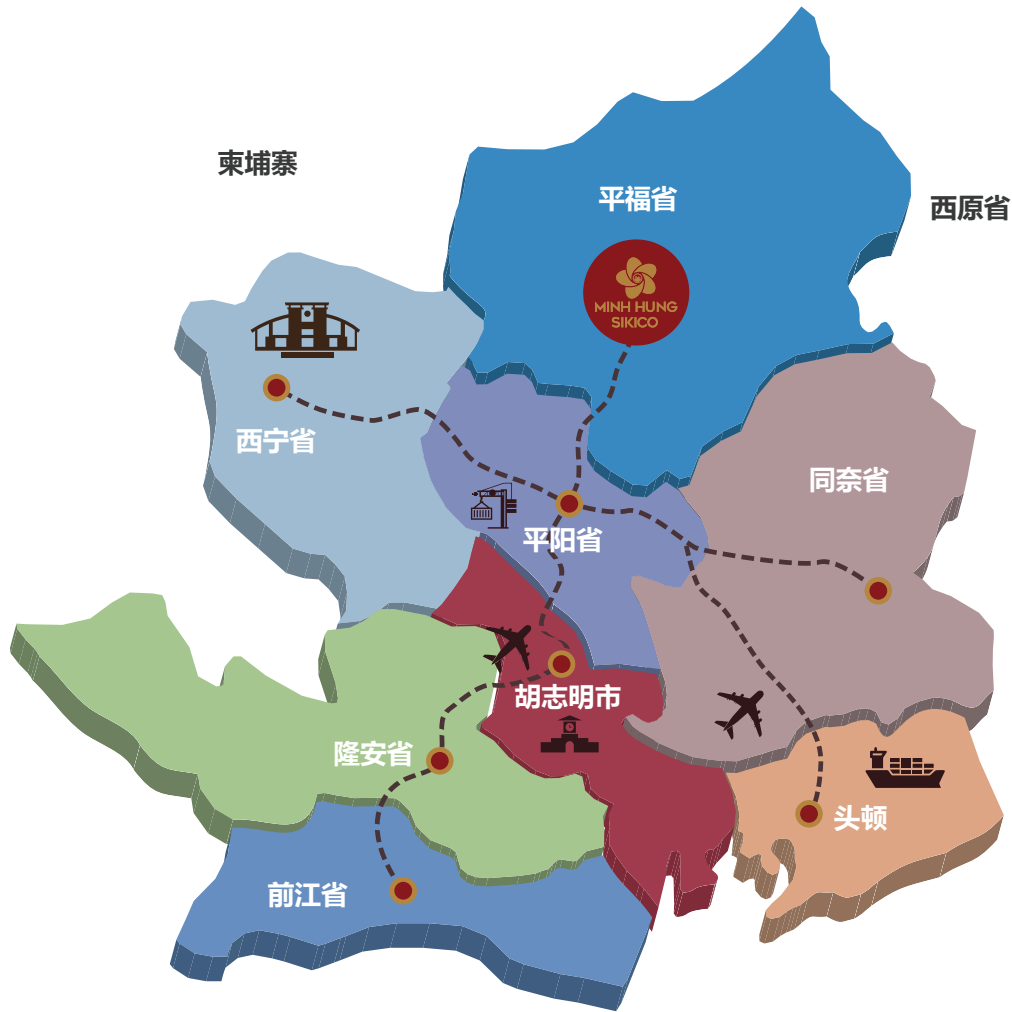 柬埔寨
平福省
西原省
MINH HUNG
SIKICO
西宁省
同奈省
平阳省
胡志明市
隆安省
头顿
前江省